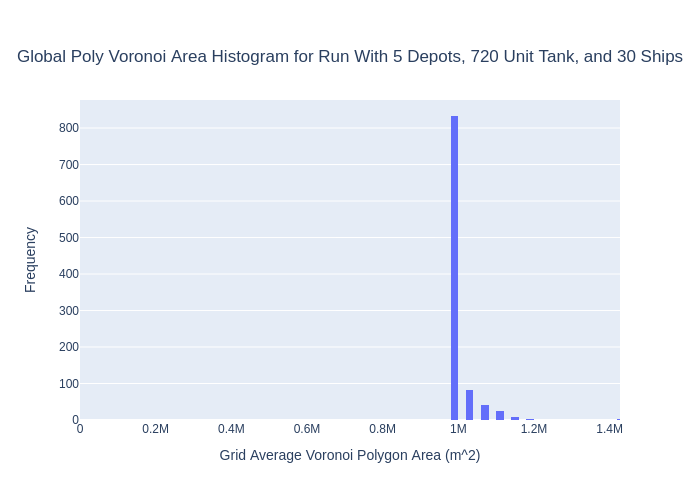 Global Poly Voronoi Area Histogram for Run With 5 Depots, 720 Unit Tank, and 30 Ships
800
700
600
500
400
300
200
100
0
Frequency
0 0.2M 0.4M 0.6M 0.8M 1M 1.2M 1.4M
Grid Average Voronoi Polygon Area (m^2)